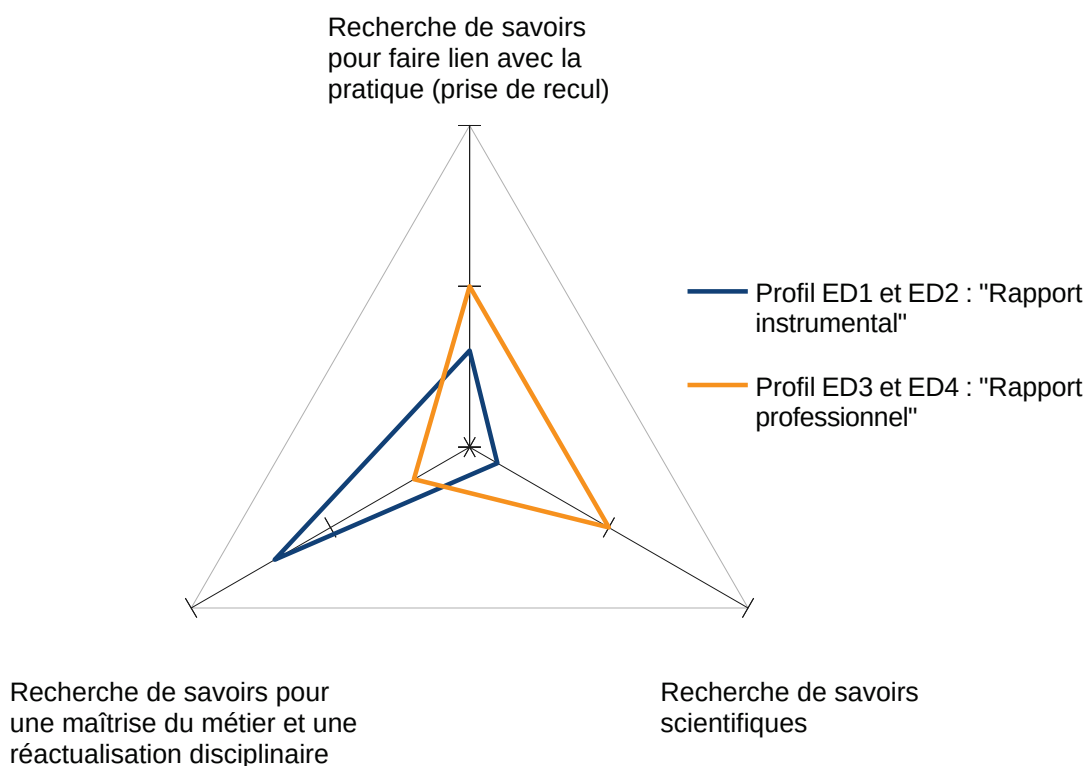 Recherche de savoirs
pour faire lien avec la
pratique (prise de recul)
Profil ED1 et ED2 : "Rapport
instrumental"
Profil ED3 et ED4 : "Rapport
professionnel"
Recherche de savoirs pour
une maîtrise du métier et une
réactualisation disciplinaire
Recherche de savoirs
scientifiques